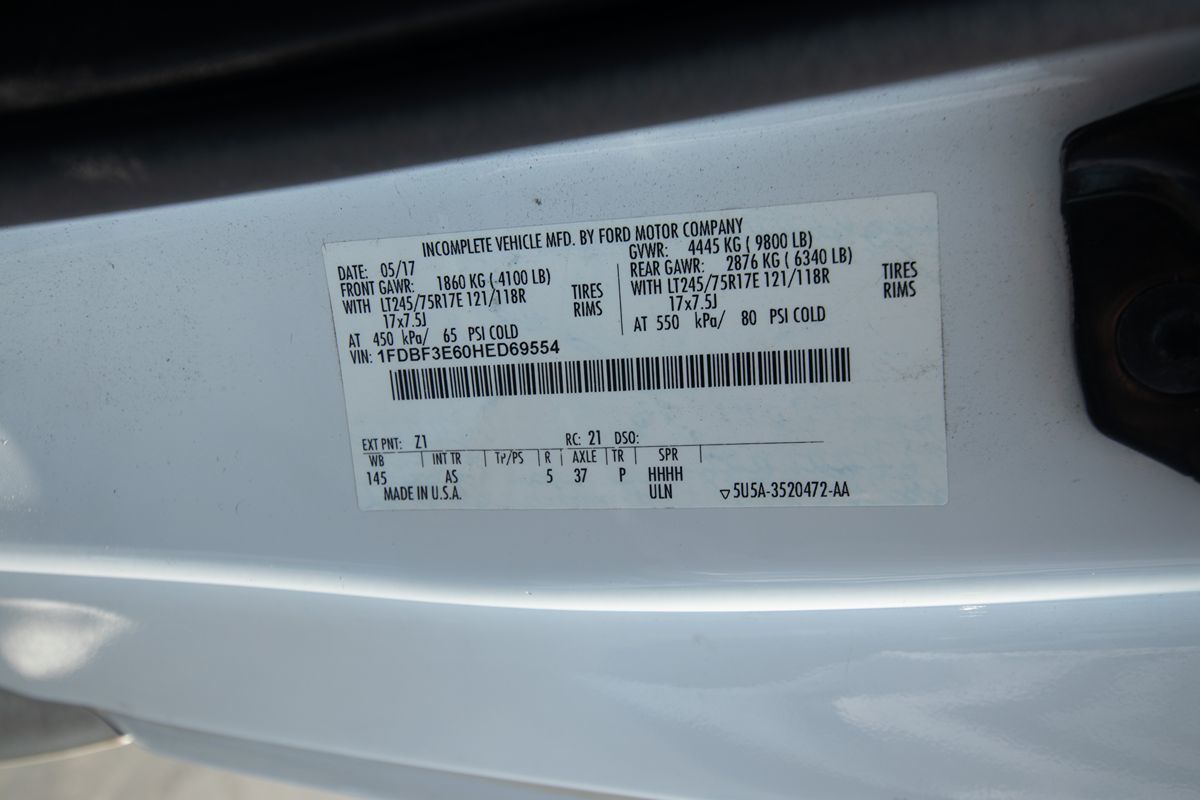 INCOMPLETE VEHICLE MFD. BY FORD MOTOR COMPANY
DATE: 05/17 GVWR: 4445 KG ( 9800 LB)
FRONT GAWR: 1860 KG ( 4100 LB) REAR GAWR: 2876 KG ( 6340 LB)
WITH LT245/75R17E 121/118R TIRES WITH LT245/75R17E 121/118R TIRES
17x7.5J RIMS 17x7.5J RIMS
AT 450 kPa/ 65 PSI COLD AT 550 kPa/ 80 PSI COLD
VIN: 1FDBF3E60HED69554
EXT PNT: Z1 RC: 21 DSO:
WB INT TR TP/PS R AXLE TR SPR
145 AS 5 37 P HHHH
MADE IN U.S.A. ULN ▽5U5A-3520472-AA